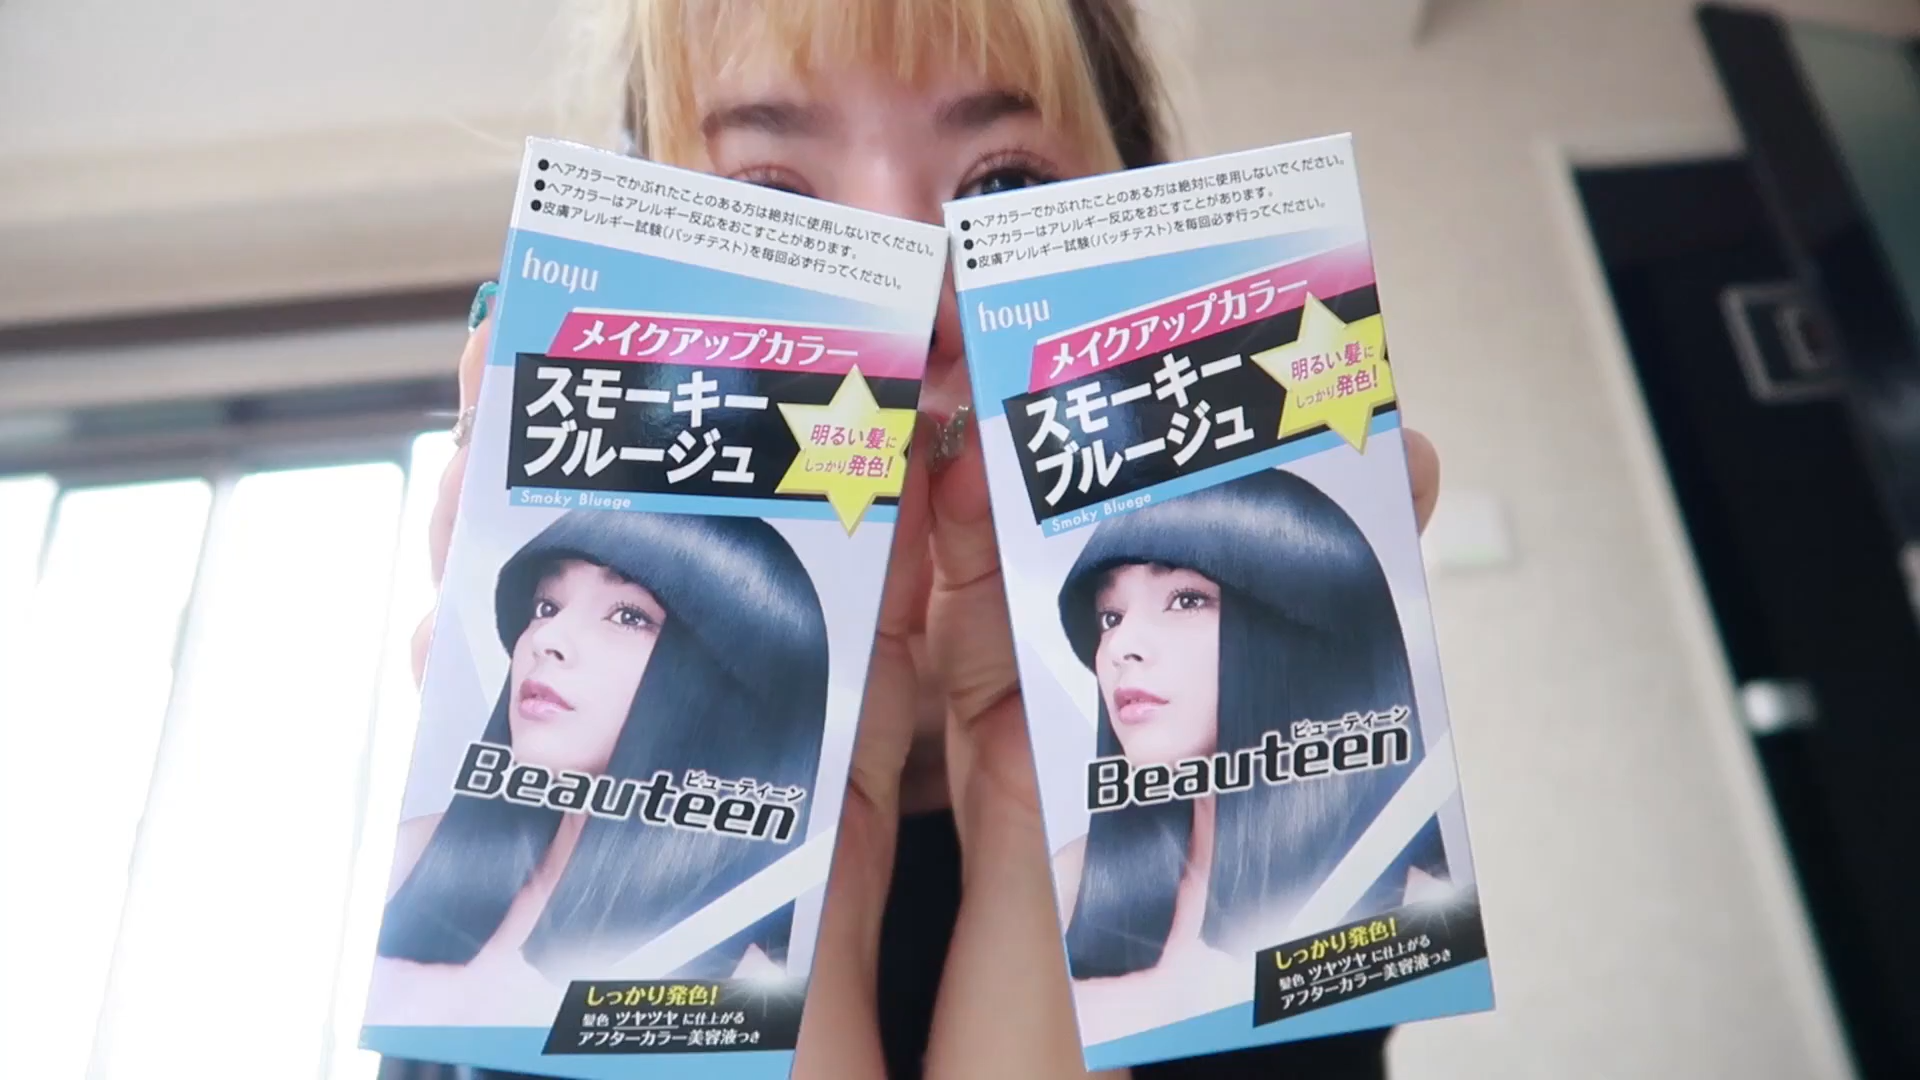 ●ヘアカラーでかぶれたことのある方は絶対に使用しないでください。
●ヘアカラーはアレルギー反応をおこすことがあります。
●皮膚アレルギー試験(パッチテスト)を毎回必ず行ってください。
hoyu
メイクアップカラー
スモーキー
ブルージュ
明るい髪に
しっかり発色!
Smoky Bluege
ビューティーン
Beauteen
しっかり発色!
髪色 ツヤツヤ に仕上がる
アフターカラー美容液つき
●ヘアカラーでかぶれたことのある方は絶対に使用しないでください。
●ヘアカラーはアレルギー反応をおこすことがあります。
●皮膚アレルギー試験(パッチテスト)を毎回必ず行ってください。
hoyu
メイクアップカラー
スモーキー
ブルージュ
明るい髪に
しっかり発色!
Smoky Bluege
ビューティーン
Beauteen
しっかり発色!
髪色 ツヤツヤ に仕上がる
アフターカラー美容液つき